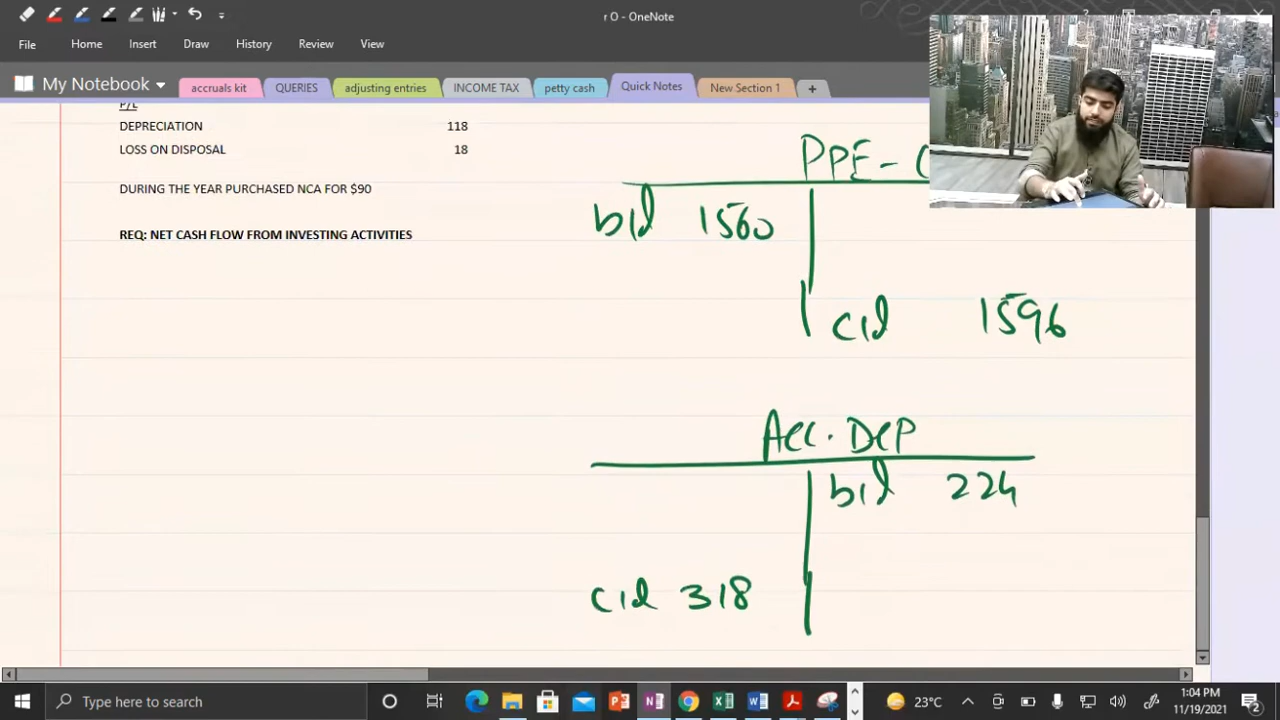 r O - OneNote
File Home Insert Draw History Review View
My Notebook accruals kit QUERIES adjusting entries INCOMETAX petty cash Quick Notes New Section 1
P/L
DEPRECIATION 118
LOSS ON DISPOSAL 18
DURING THE YEAR PURCHASED NCA FOR $90
REQ: NET CASH FLOW FROM INVESTING ACTIVITIES
PPE - C
b/d 1560
c/d 1596
Acc. Dep
b/d 224
c/d 318
Type here to search
23°C
1:04 PM
11/19/2021
2